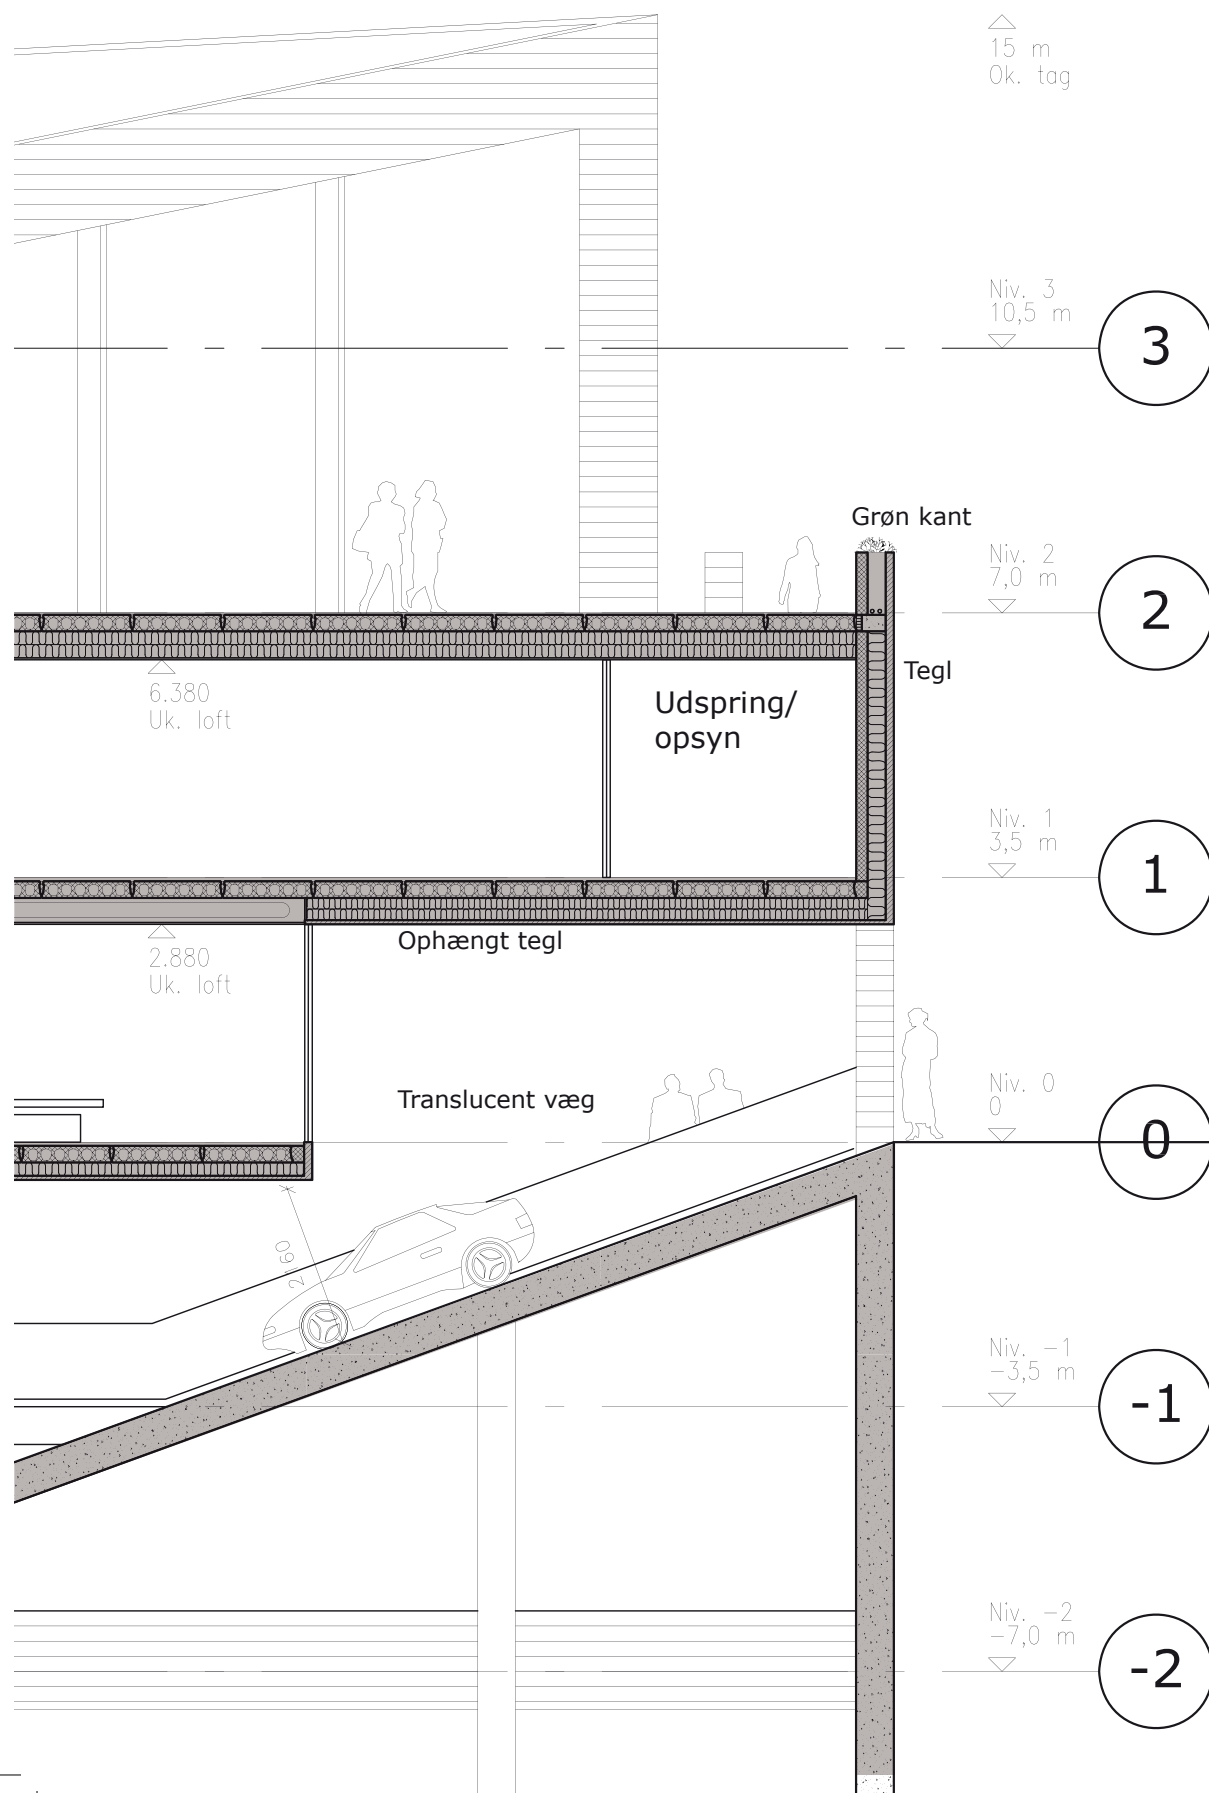 15 m
Ok. tag
Niv. 3
10,5 m
3
Grøn kant
Niv. 2
7,0 m
2
Tegl
6.380
Uk. loft
Udspring/
opsyn
Niv. 1
3,5 m
1
Ophængt tegl
2.880
Uk. loft
Translucent væg
Niv. 0
0
0
Niv. -1
-3,5 m
-1
Niv. -2
-7,0 m
-2